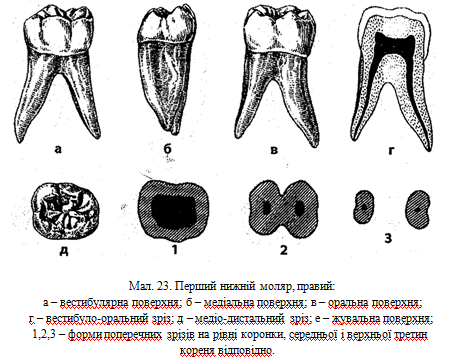 а б в г
д 1 2 3
Мал. 23. Перший нижній моляр, правий:
а – вестибулярна поверхня; б – медіальна поверхня; в – оральна поверхня;
г – вестибуло-оральний зріз; д – медіо-дистальний зріз; е – жувальна поверхня;
1,2,3 – форми поперечних зрізів на рівні коронки, середньої і верхньої третин
кореня відповідно.